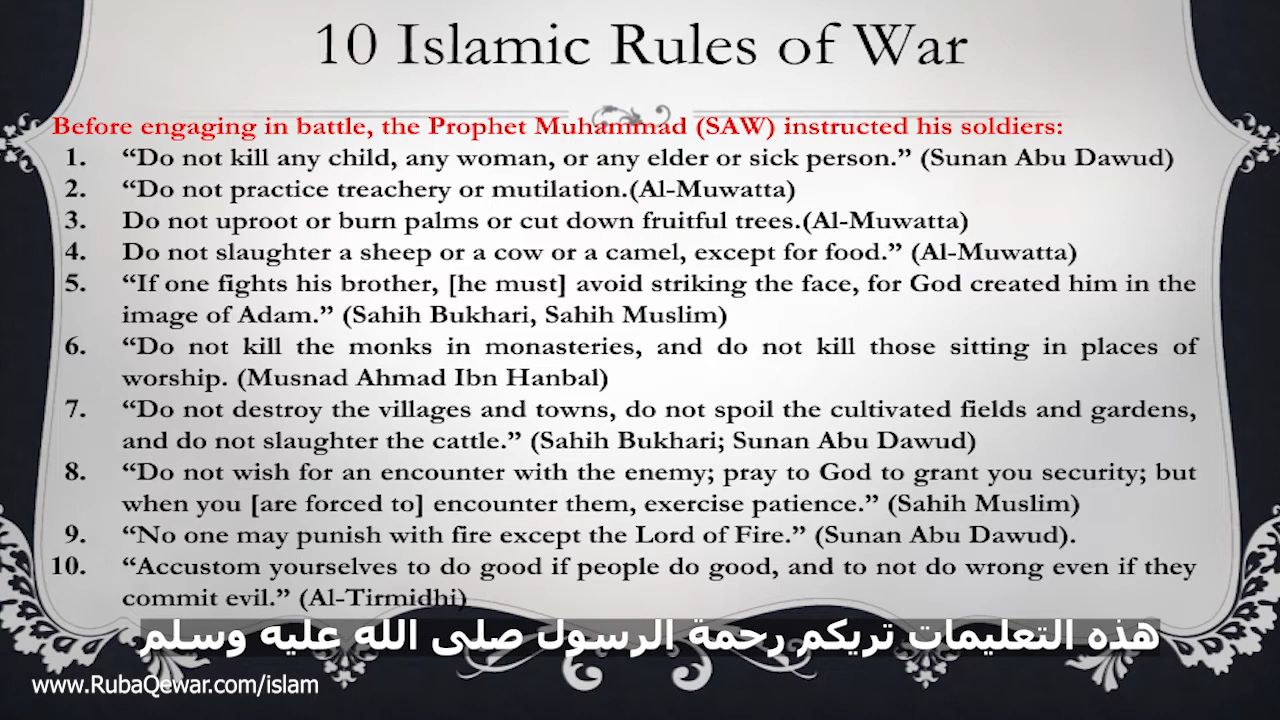 10 Islamic Rules of War
Before engaging in battle, the Prophet Muhammad (SAW) instructed his soldiers:
1. “Do not kill any child, any woman, or any elder or sick person.” (Sunan Abu Dawud)
2. “Do not practice treachery or mutilation.(Al-Muwatta)
3. Do not uproot or burn palms or cut down fruitful trees.(Al-Muwatta)
4. Do not slaughter a sheep or a cow or a camel, except for food.” (Al-Muwatta)
5. “If one fights his brother, [he must] avoid striking the face, for God created him in the
image of Adam.” (Sahih Bukhari, Sahih Muslim)
6. “Do not kill the monks in monasteries, and do not kill those sitting in places of
worship. (Musnad Ahmad Ibn Hanbal)
7. “Do not destroy the villages and towns, do not spoil the cultivated fields and gardens,
and do not slaughter the cattle.” (Sahih Bukhari; Sunan Abu Dawud)
8. “Do not wish for an encounter with the enemy; pray to God to grant you security; but
when you [are forced to] encounter them, exercise patience.” (Sahih Muslim)
9. “No one may punish with fire except the Lord of Fire.” (Sunan Abu Dawud).
10. “Accustom yourselves to do good if people do good, and to not do wrong even if they
commit evil.” (Al-Tirmidhi)
هذه التعليمات تريكم رحمة الرسول صلى الله عليه وسلم
www.RubaQewar.com/islam